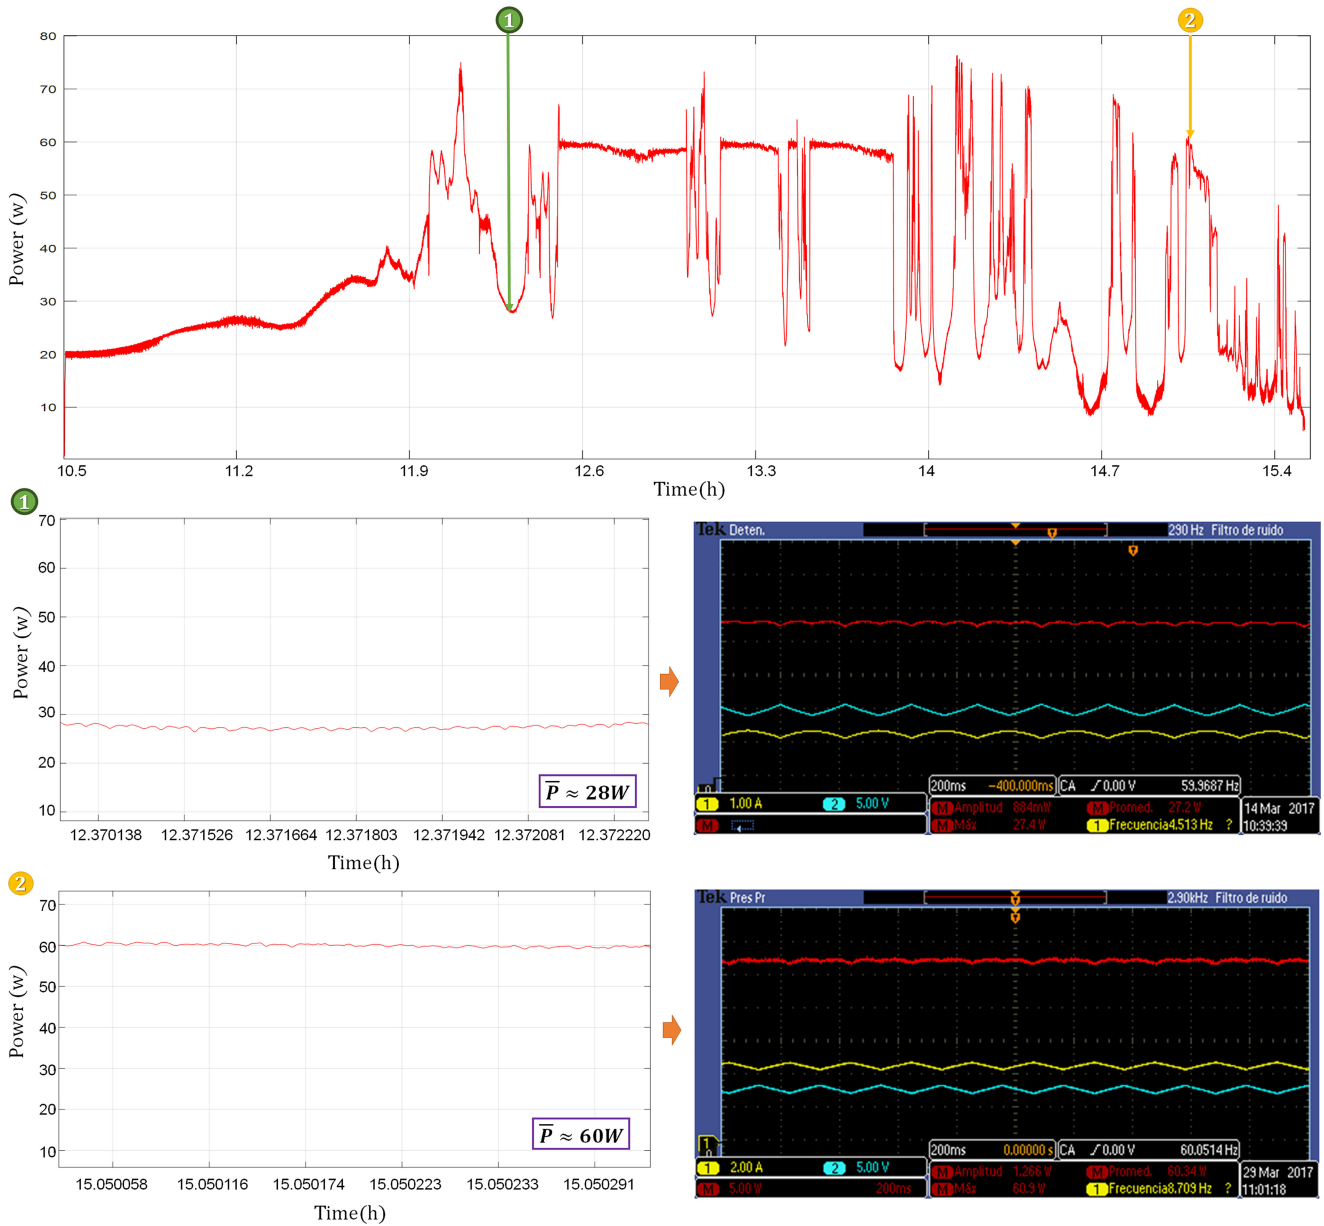 1
2
80
70
60
50
40
30
20
10
Power (w)
10.5 11.2 11.9 12.6 13.3 14 14.7 15.4
Time(h)
1
70
60
50
40
30
20
10
Power (w)
P ≈ 28W
12.370138 12.371526 12.371664 12.371803 12.371942 12.372081 12.372220
Time(h)
Tek Deten. 290 Hz Filtro de ruido
200ms -400.000ms CA 0.00 V 59.9687 Hz
1 1.00 A 2 5.00 V M Amplitud 884mW M Promed. 27.2 W 14 Mar 2017
M M Máx 27.4 W 1 Frecuencia4.513 Hz ? 10:39:39
2
70
60
50
40
30
20
10
Power (w)
P ≈ 60W
15.050058 15.050116 15.050174 15.050223 15.050233 15.050291
Time(h)
Tek Pres Pr 2.90kHz Filtro de ruido
1
200ms 0.00000 s CA 0.00 V 60.0514 Hz
1 2.00 A 2 5.00 V M Amplitud 1.266 W M Promed. 60.34 W 29 Mar 2017
M 5.00 W 200ms M Máx 60.9 W 1 Frecuencia8.709 Hz ? 11:01:18